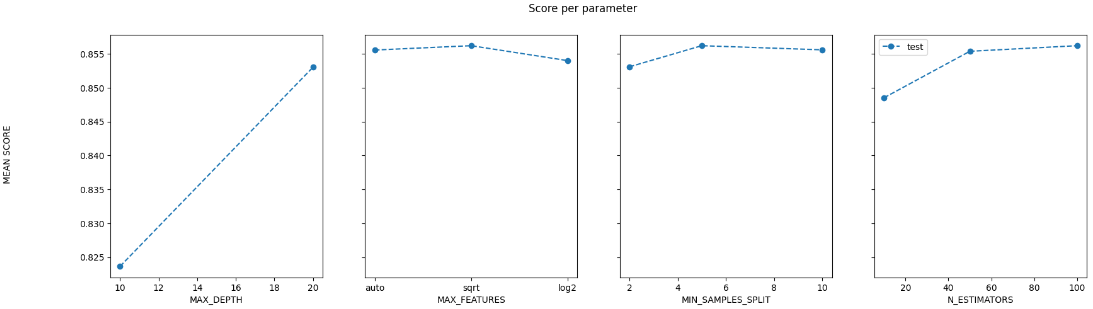 Score per parameter
MEAN SCORE
0.855
0.850
0.845
0.840
0.835
0.830
0.825
10 12 14 16 18 20
MAX_DEPTH
auto sqrt log2
MAX_FEATURES
2 4 6 8 10
MIN_SAMPLES_SPLIT
test
20 40 60 80 100
N_ESTIMATORS